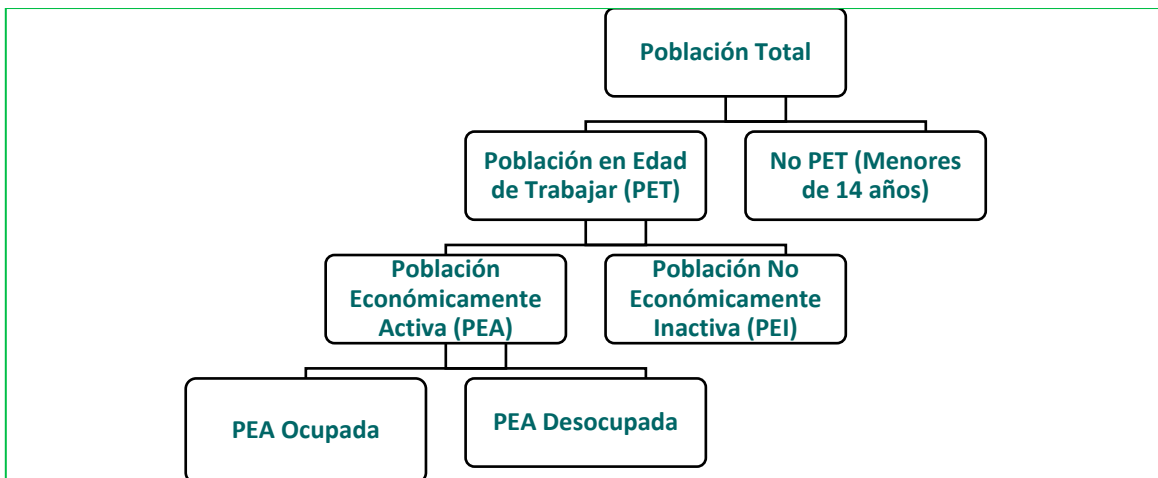 Población Total
Población en Edad
de Trabajar (PET)
No PET (Menores
de 14 años)
Población
Económicamente
Activa (PEA)
Población No
Económicamente
Inactiva (PEI)
PEA Ocupada
PEA Desocupada